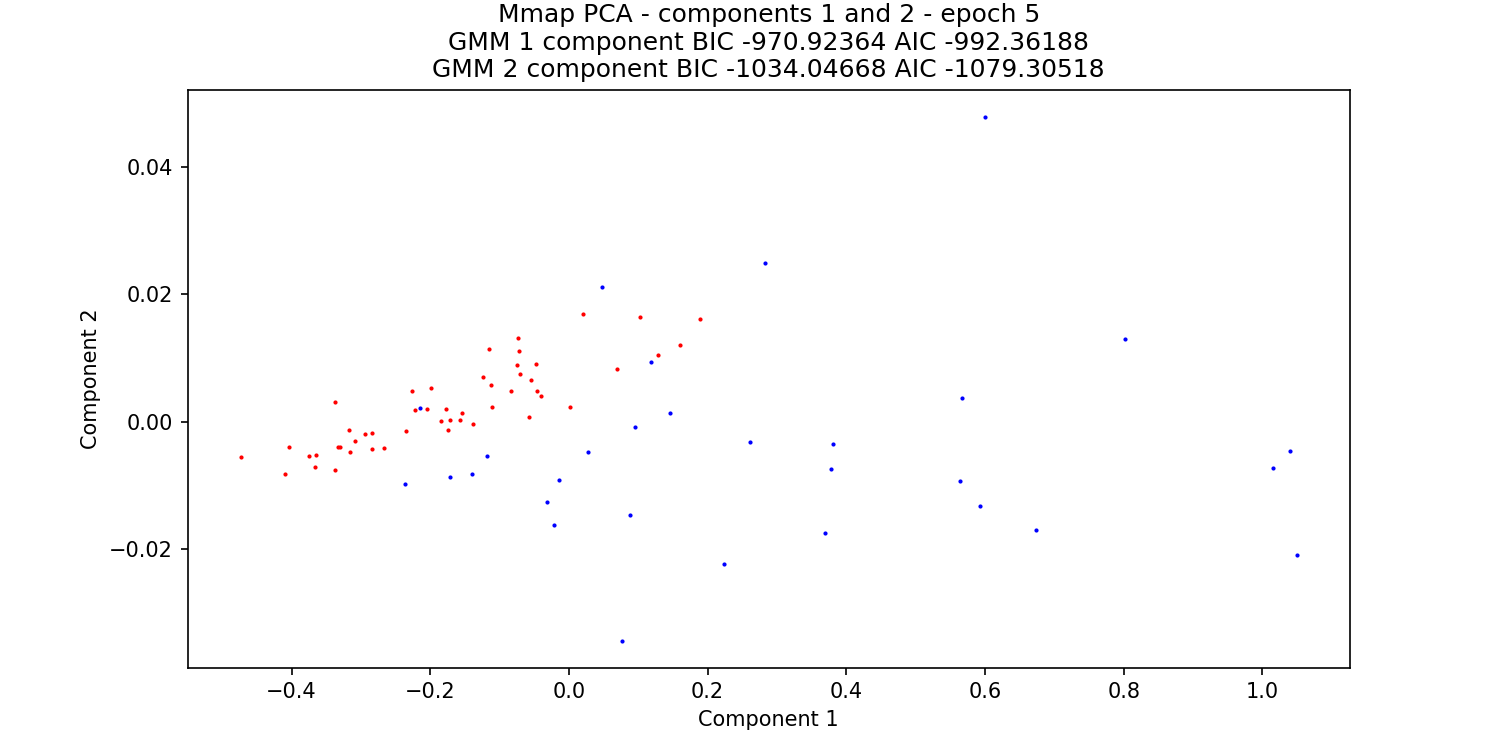 Mmap PCA - components 1 and 2 - epoch 5
GMM 1 component BIC -970.92364 AIC -992.36188
GMM 2 component BIC -1034.04668 AIC -1079.30518
0.04
0.02
0.00
−0.02
Component 2
−0.4 −0.2 0.0 0.2 0.4 0.6 0.8 1.0
Component 1